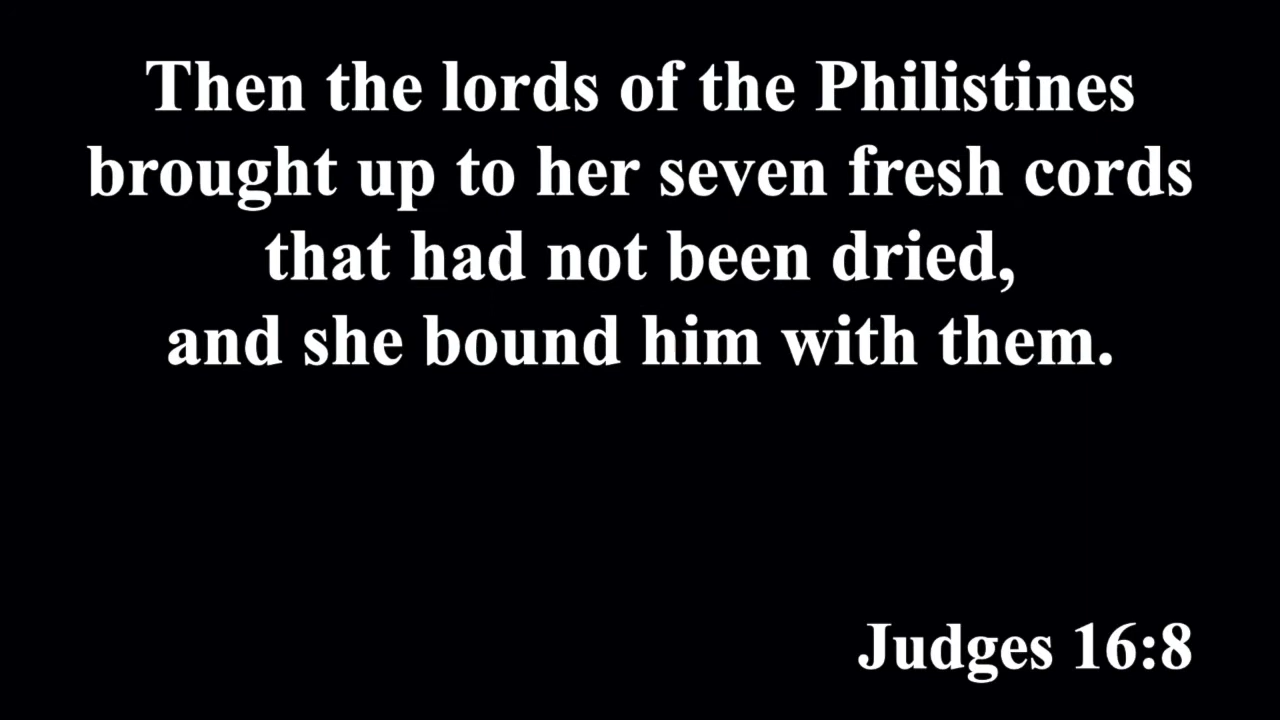 Then the lords of the Philistines
brought up to her seven fresh cords
that had not been dried,
and she bound him with them.
Judges 16:8